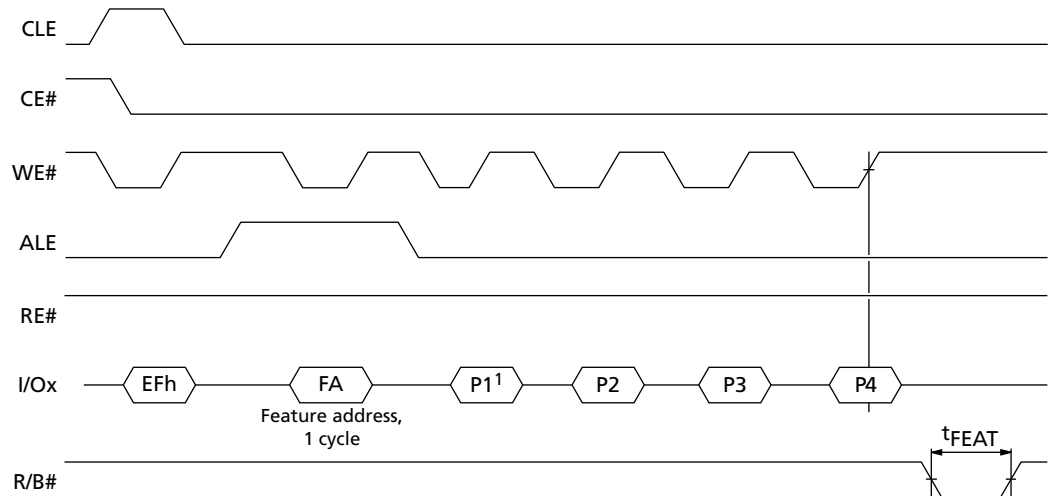 CLE
CE#
WE#
ALE
RE#
I/Ox
EFh
FA
P1¹
P2
P3
P4
Feature address,
1 cycle
tFEAT
R/B#